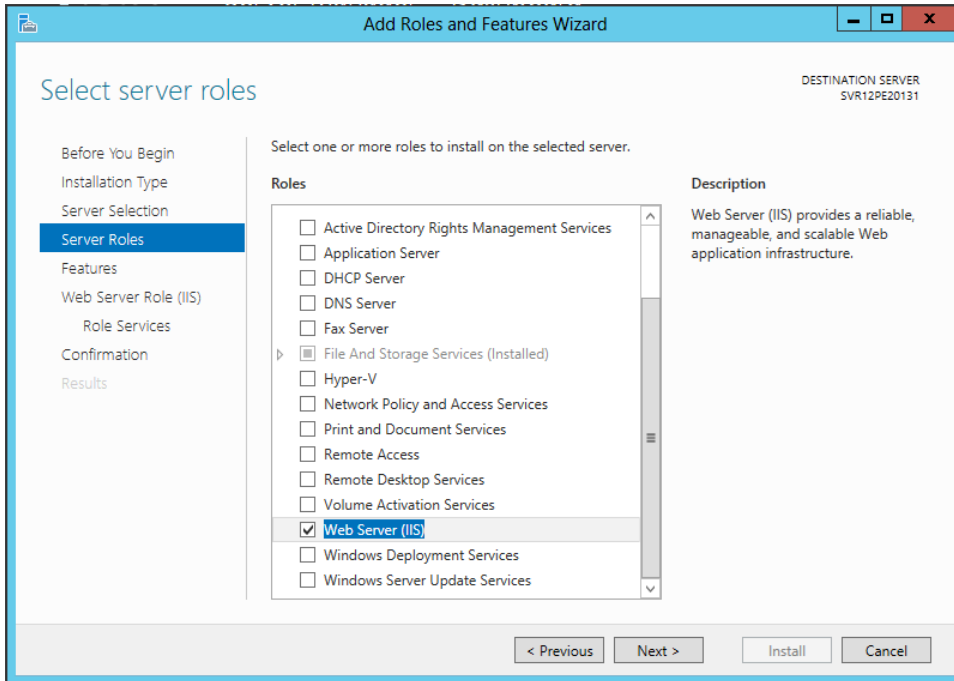 Add Roles and Features Wizard
Select server roles
DESTINATION SERVER
SVR12PE20131
Before You Begin
Installation Type
Server Selection
Server Roles
Features
Web Server Role (IIS)
Role Services
Confirmation
Results
Select one or more roles to install on the selected server.
Roles
Active Directory Rights Management Services
Application Server
DHCP Server
DNS Server
Fax Server
File And Storage Services (Installed)
Hyper-V
Network Policy and Access Services
Print and Document Services
Remote Access
Remote Desktop Services
Volume Activation Services
Web Server (IIS)
Windows Deployment Services
Windows Server Update Services
Description
Web Server (IIS) provides a reliable,
manageable, and scalable Web
application infrastructure.
< Previous
Next >
Install
Cancel